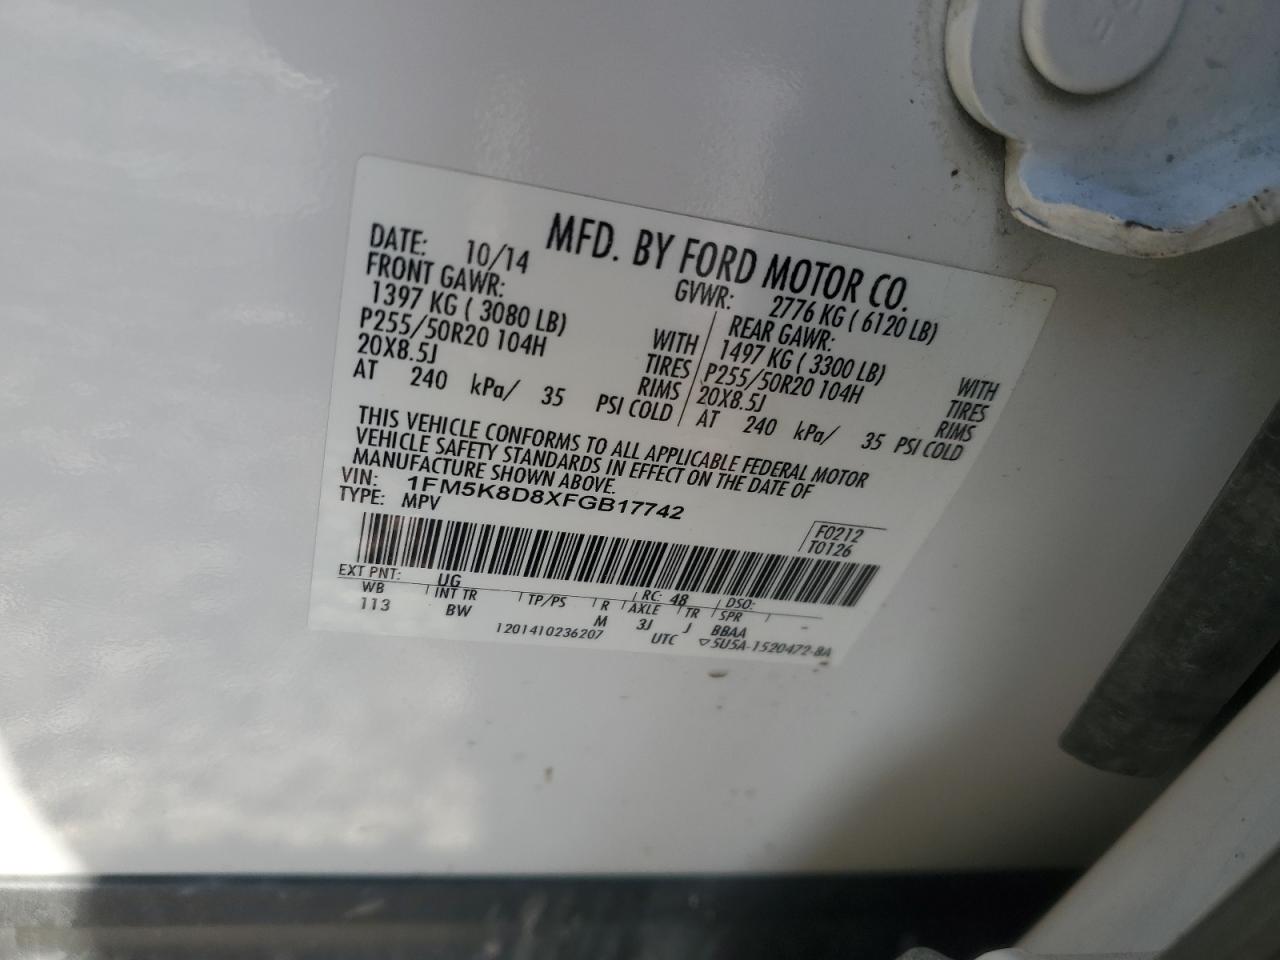 MFD. BY FORD MOTOR CO.
DATE: 10/14 GVWR: 2776 KG ( 6120 LB)
FRONT GAWR: REAR GAWR:
1397 KG ( 3080 LB) WITH 1497 KG ( 3300 LB) WITH
P255/50R20 104H TIRES P255/50R20 104H TIRES
20X8.5J RIMS 20X8.5J RIMS
AT 240 kPa/ 35 PSI COLD AT 240 kPa/ 35 PSI COLD
THIS VEHICLE CONFORMS TO ALL APPLICABLE FEDERAL MOTOR
VEHICLE SAFETY STANDARDS IN EFFECT ON THE DATE OF
MANUFACTURE SHOWN ABOVE.
VIN: 1FM5K8D8XFGB17742
TYPE: MPV
F0212
T0126
EXT PNT: UG RC: 48 DSO:
WB INT TR TP/PS R AXLE TR SPR
113 BW M 3J J BBAA
1201410236207 UTC ▽5U5A-1520472-BA